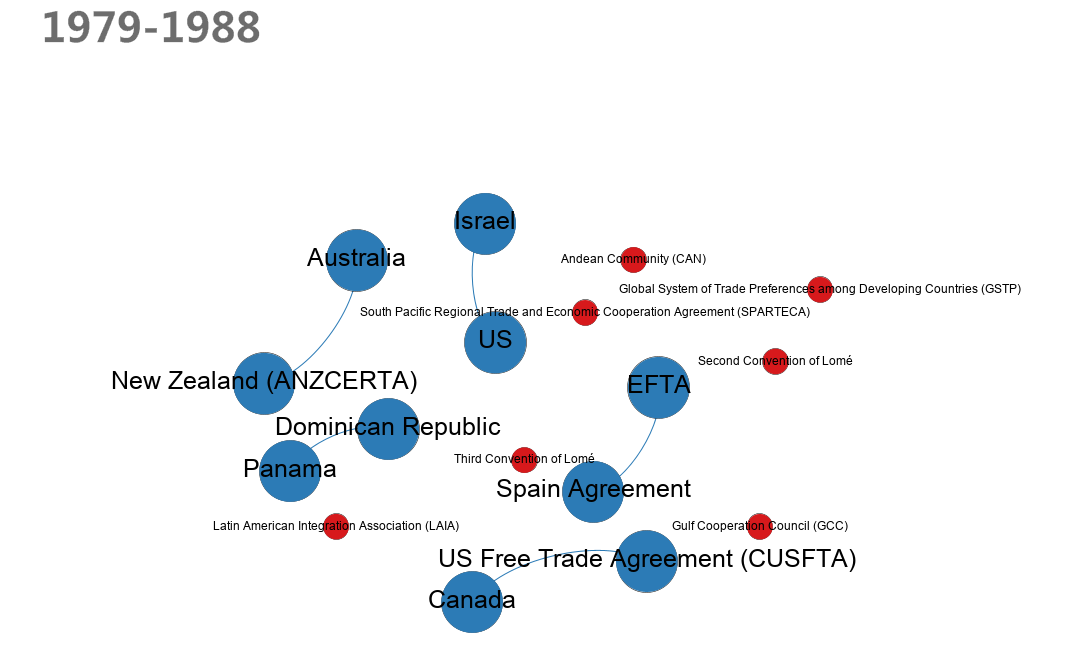 1979-1988
Israel
Australia
Andean Community (CAN)
Global System of Trade Preferences among Developing Countries (GSTP)
South Pacific Regional Trade and Economic Cooperation Agreement (SPARTECA)
US
Second Convention of Lomé
New Zealand (ANZCERTA)
EFTA
Dominican Republic
Third Convention of Lomé
Panama
Spain Agreement
Latin American Integration Association (LAIA)
Gulf Cooperation Council (GCC)
US Free Trade Agreement (CUSFTA)
Canada